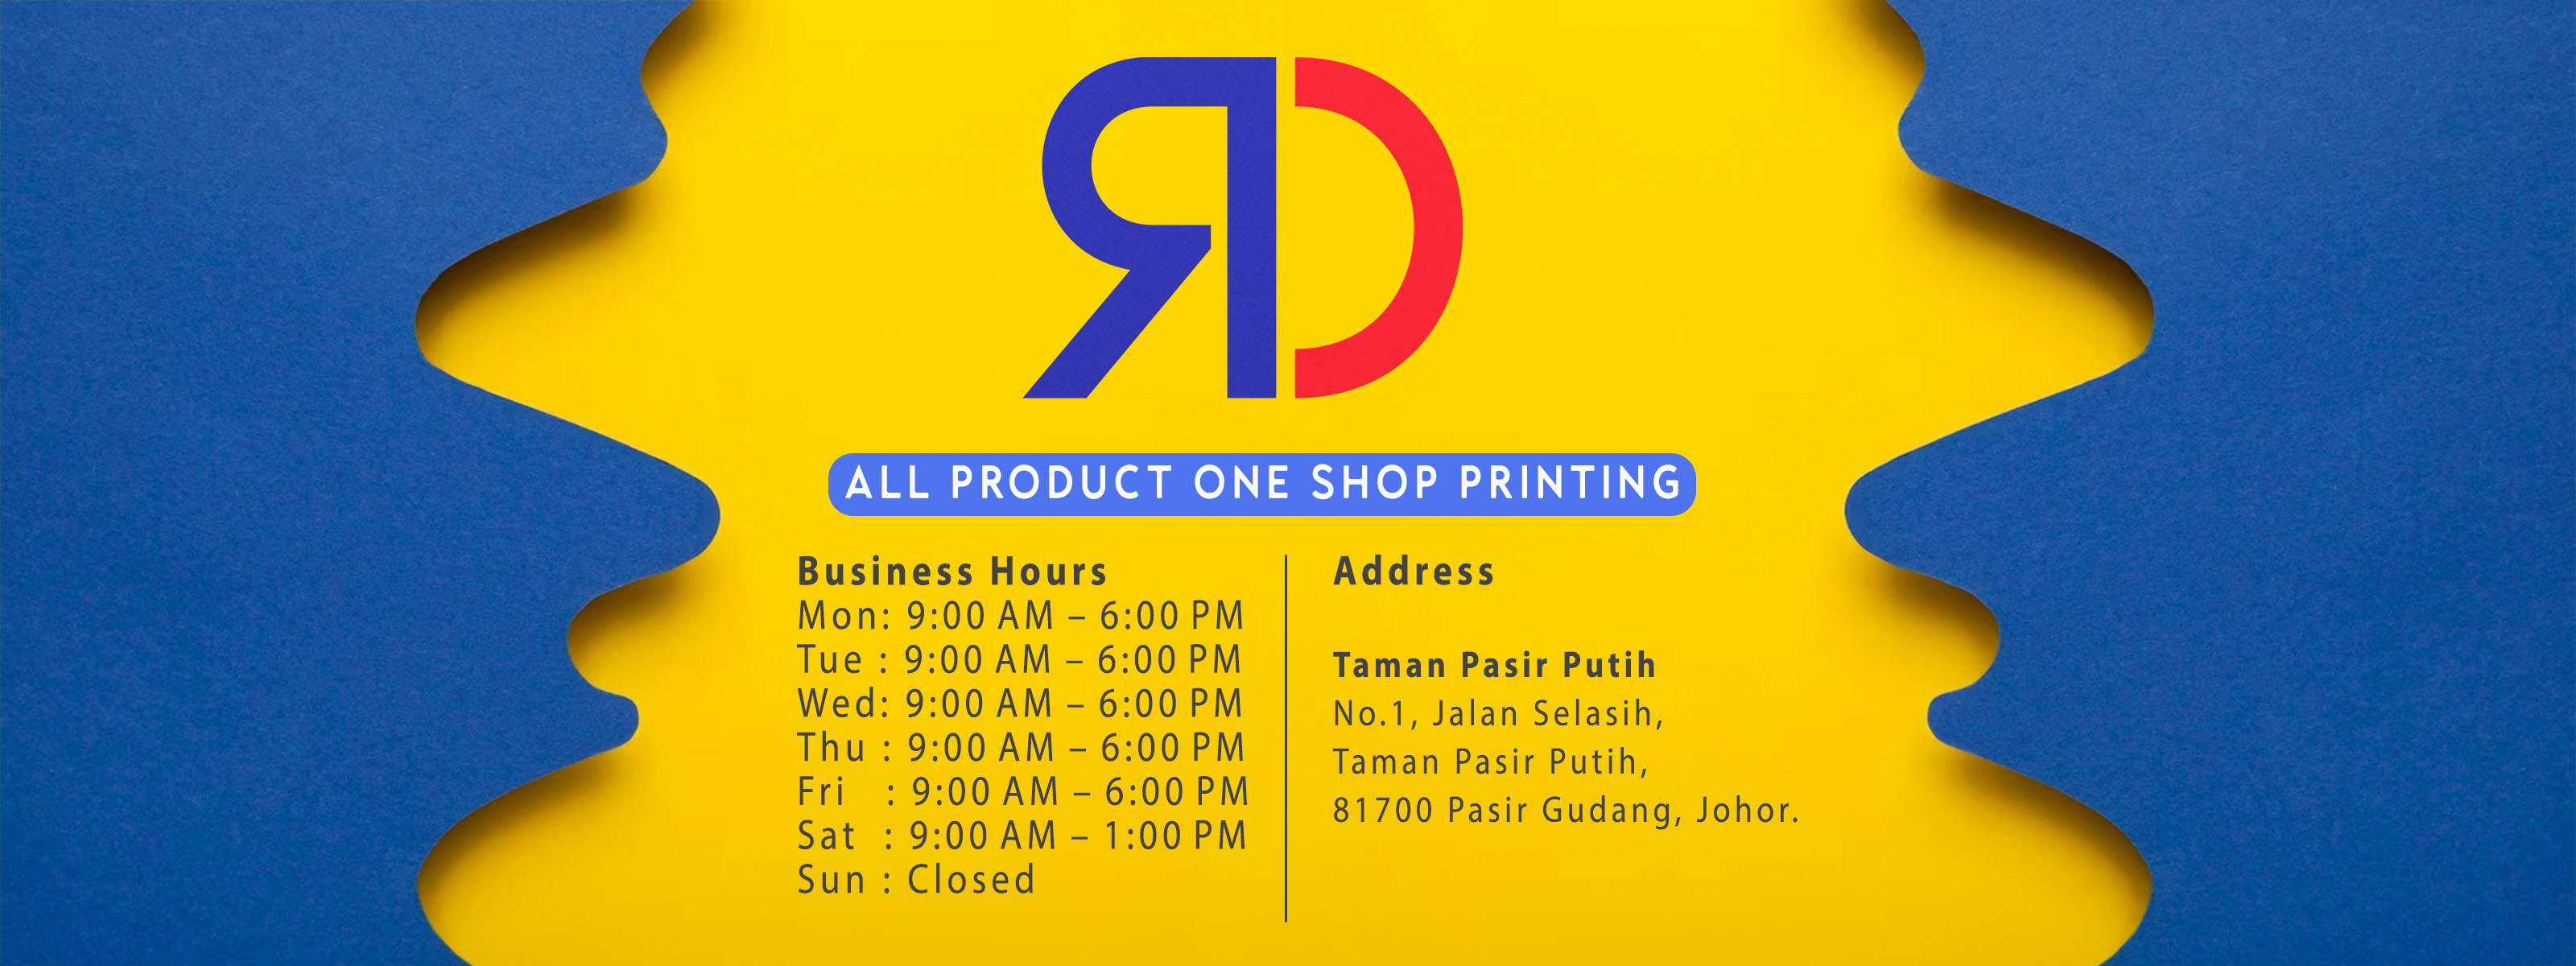 RD
ALL PRODUCT ONE SHOP PRINTING
Business Hours
Mon: 9:00 AM – 6:00 PM
Tue : 9:00 AM – 6:00 PM
Wed: 9:00 AM – 6:00 PM
Thu : 9:00 AM – 6:00 PM
Fri : 9:00 AM – 6:00 PM
Sat : 9:00 AM – 1:00 PM
Sun : Closed
Address
Taman Pasir Putih
No.1, Jalan Selasih,
Taman Pasir Putih,
81700 Pasir Gudang, Johor.